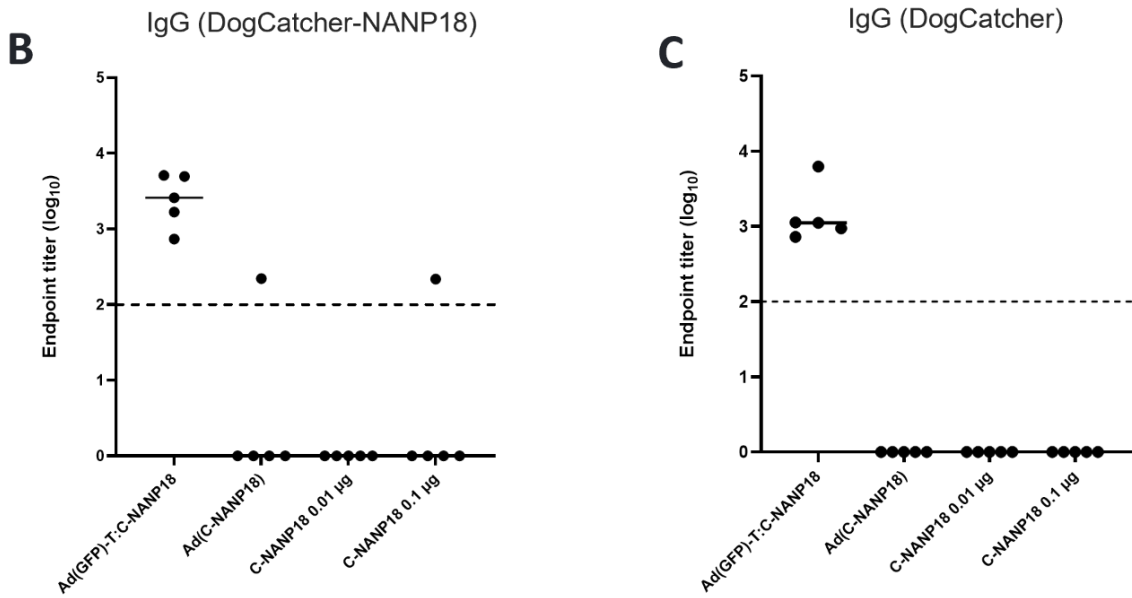 B
IgG (DogCatcher-NANP18)
Endpoint titer (log10)
5
4
3
2
1
0
Ad(GFP)-T:C-NANP18
Ad(C-NANP18)
C-NANP18 0.01 µg
C-NANP18 0.1 µg
C
IgG (DogCatcher)
Endpoint titer (log10)
5
4
3
2
1
0
Ad(GFP)-T:C-NANP18
Ad(C-NANP18)
C-NANP18 0.01 µg
C-NANP18 0.1 µg